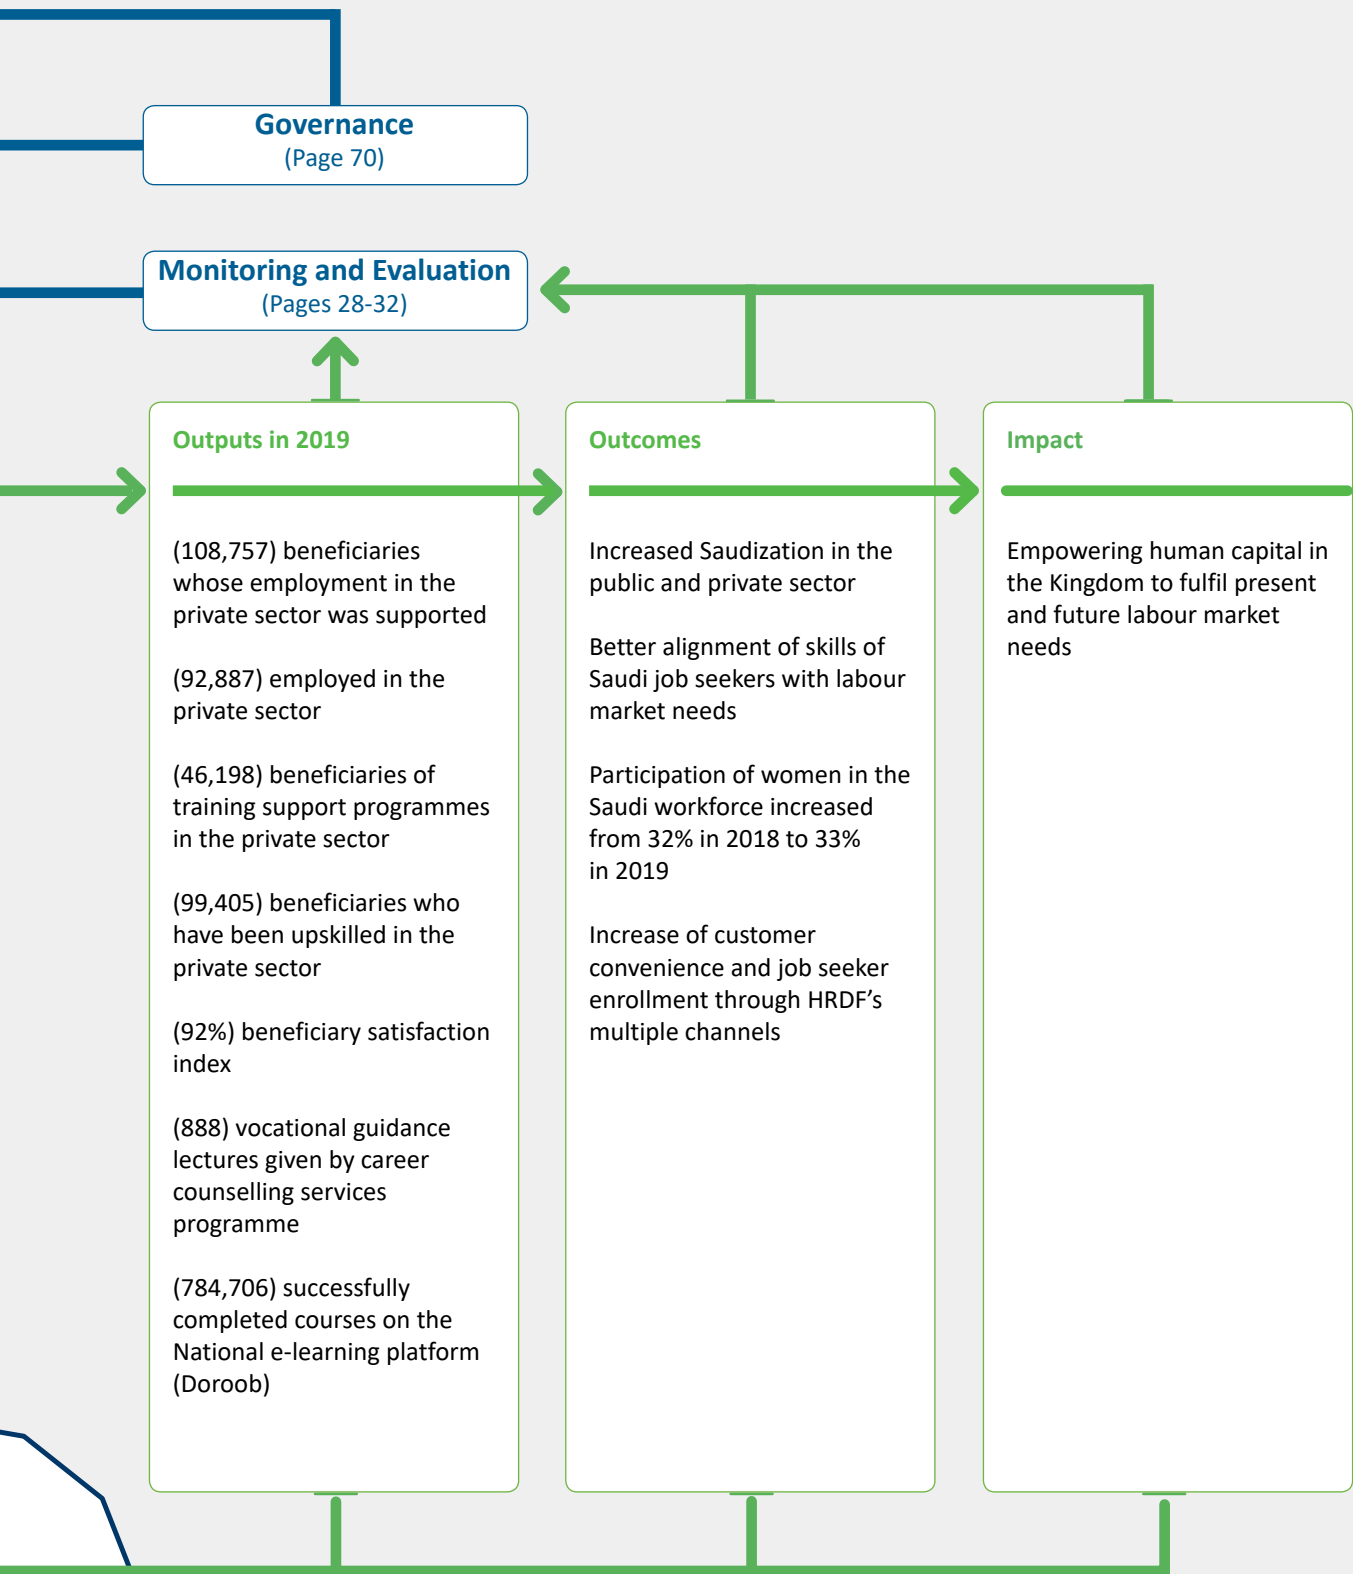 Governance
(Page 70)
Monitoring and Evaluation
(Pages 28-32)
Outputs in 2019
(108,757) beneficiaries
whose employment in the
private sector was supported
(92,887) employed in the
private sector
(46,198) beneficiaries of
training support programmes
in the private sector
(99,405) beneficiaries who
have been upskilled in the
private sector
(92%) beneficiary satisfaction
index
(888) vocational guidance
lectures given by career
counselling services
programme
(784,706) successfully
completed courses on the
National e-learning platform
(Doroob)
Outcomes
Increased Saudization in the
public and private sector
Better alignment of skills of
Saudi job seekers with labour
market needs
Participation of women in the
Saudi workforce increased
from 32% in 2018 to 33%
in 2019
Increase of customer
convenience and job seeker
enrollment through HRDF’s
multiple channels
Impact
Empowering human capital in
the Kingdom to fulfil present
and future labour market
needs